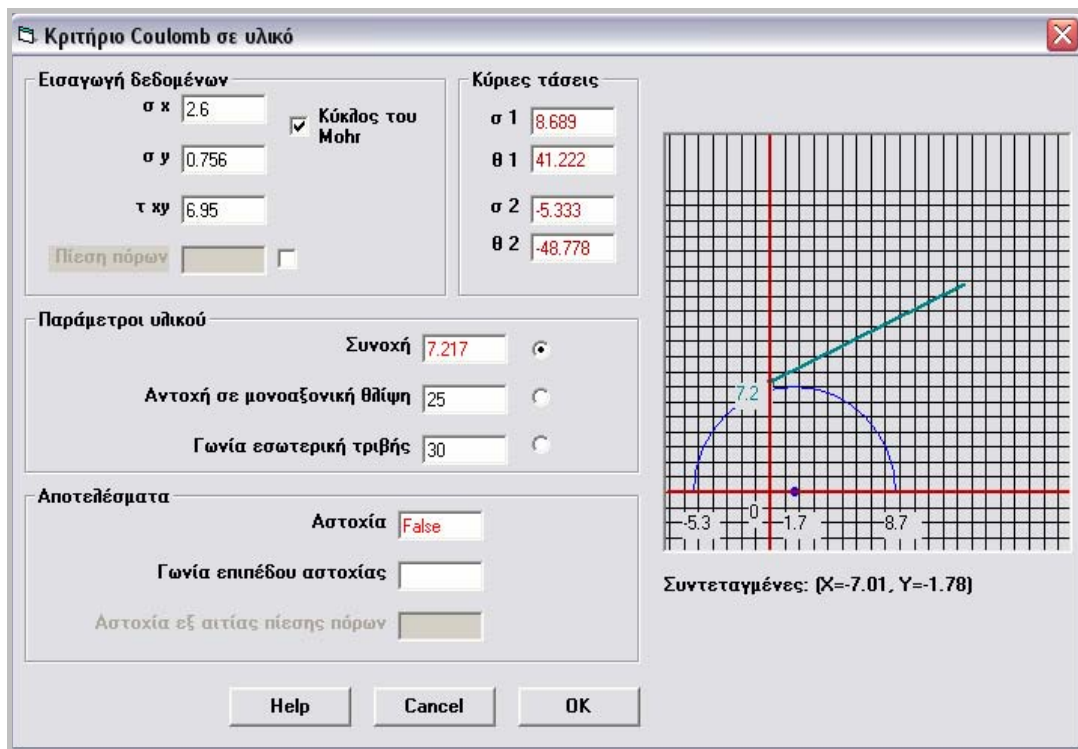 Κριτήριο Coulomb σε υλικό
Εισαγωγή δεδομένων
σ x 2.6
Κύκλος του
Mohr
σ y 0.756
τ xy 6.95
Πίεση πόρων
Κύριες τάσεις
σ 1 8.689
θ 1 41.222
σ 2 -5.333
θ 2 -48.778
Παράμετροι υλικού
Συνοχή 7.217
Αντοχή σε μονοαξονική θλίψη 25
Γωνία εσωτερική τριβής 30
Αποτελέσματα
Αστοχία False
Γωνία επιπέδου αστοχίας
Αστοχία εξ αιτίας πίεσης πόρων
7.2
0
-5.3 1.7 8.7
Συντεταγμένες: (X=-7.01, Y=-1.78)
Help Cancel OK